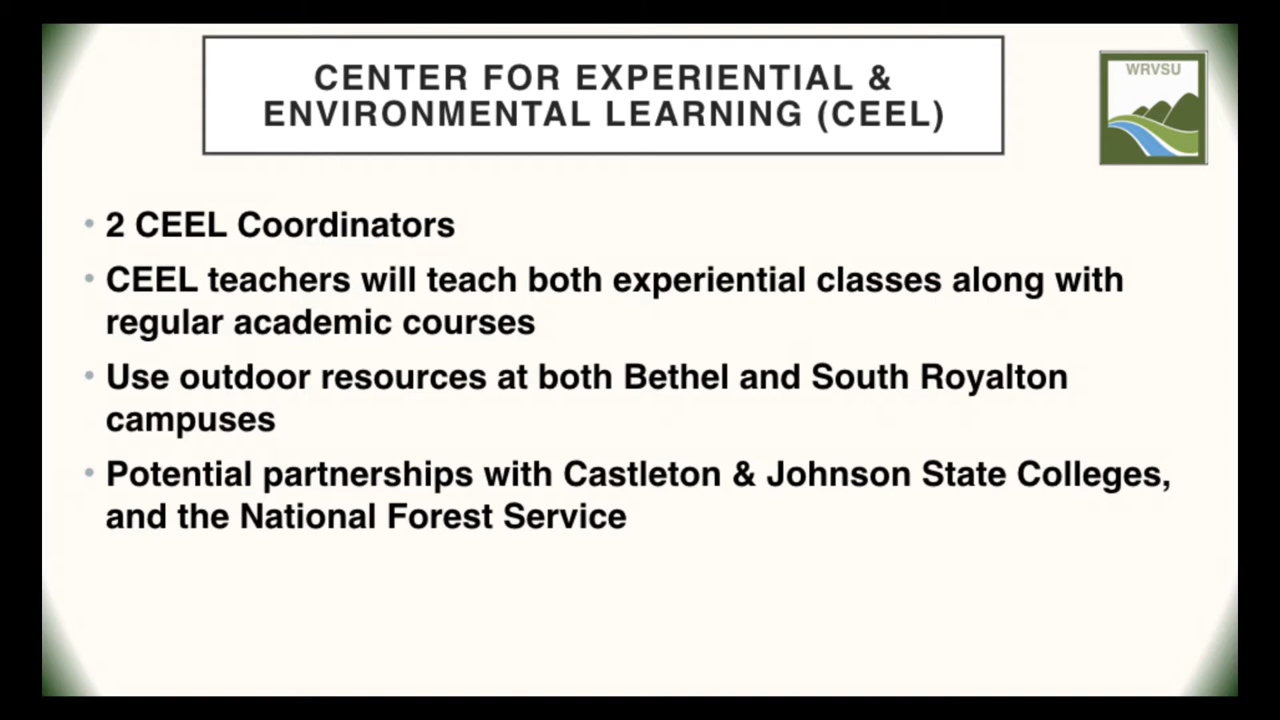 CENTER FOR EXPERIENTIAL &
ENVIRONMENTAL LEARNING (CEEL)
WRVSU
• 2 CEEL Coordinators
• CEEL teachers will teach both experiential classes along with
regular academic courses
• Use outdoor resources at both Bethel and South Royalton
campuses
• Potential partnerships with Castleton & Johnson State Colleges,
and the National Forest Service